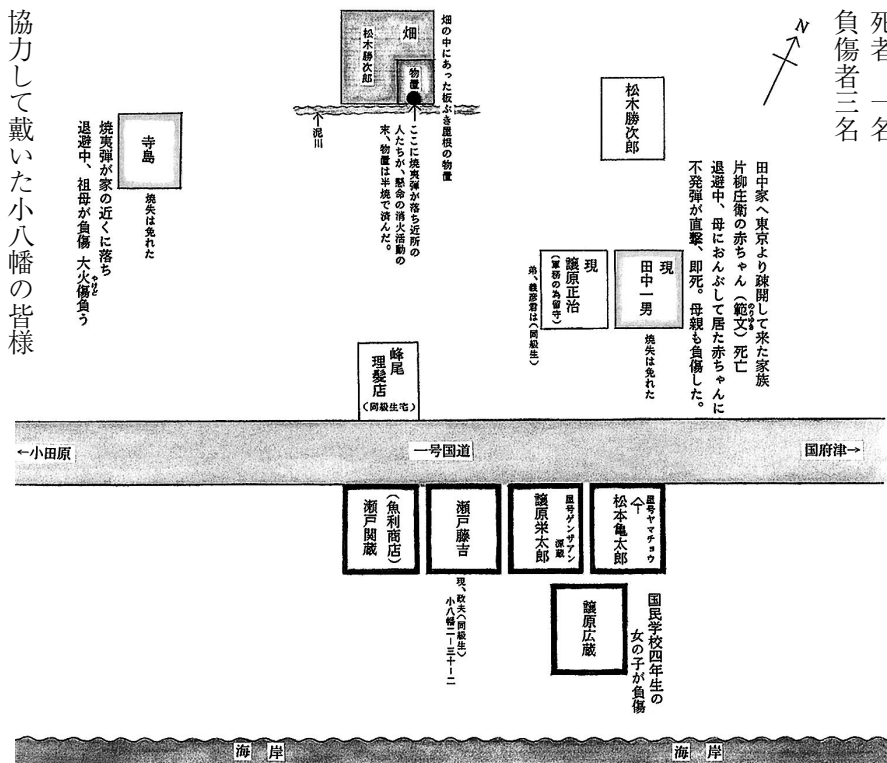 死者 一名
負傷者三名
N
松木勝次郎
田中家へ東京より疎開して来た家族
片柳庄衛の赤ちゃん（範文）死亡
のりゆき
退避中、母におんぶして居た赤ちゃんに
不発弾が直撃、即死。母親も負傷した。
現
田中一男
焼失は免れた
現
譲原正治
（軍務の為留守）
弟、義彦君は（同級生）
畑の中にあった板ぶき屋根の物置
畑
松木勝次郎
物置
ここに焼夷弾が落ち近所の
人たちが、懸命の消火活動の
末、物置は半焼で済んだ。
泥川
峰尾
理髪店
（同級生宅）
寺島
焼失は免れた
焼夷弾が家の近くに落ち
退避中、祖母が負傷 大火傷負う
やけど
協力して戴いた小八幡の皆様
←小田原
一号国道
国府津→
屋号ヤマチョウ
松本亀太郎
屋号ゲンザアン
源蔵
譲原栄太郎
瀬戸藤吉
現、政夫（同級生）
小八幡二－三十－二
（魚利商店）
瀬戸関蔵
国民学校四年生の
女の子が負傷
譲原広蔵
海岸
海岸